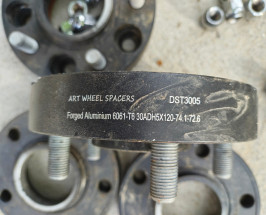 ART WHEEL SPACERS DST3005
Forged Aluminium 6061-T6 30ADH5X120-74.1-72.6